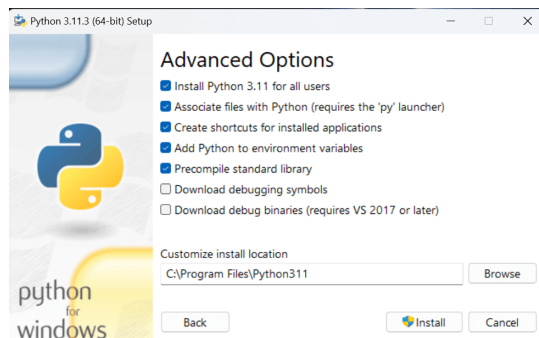 Python 3.11.3 (64-bit) Setup
Advanced Options
Install Python 3.11 for all users
Associate files with Python (requires the 'py' launcher)
Create shortcuts for installed applications
Add Python to environment variables
Precompile standard library
Download debugging symbols
Download debug binaries (requires VS 2017 or later)
Customize install location
C:\Program Files\Python311
Browse
python
for
windows
Back
Install
Cancel